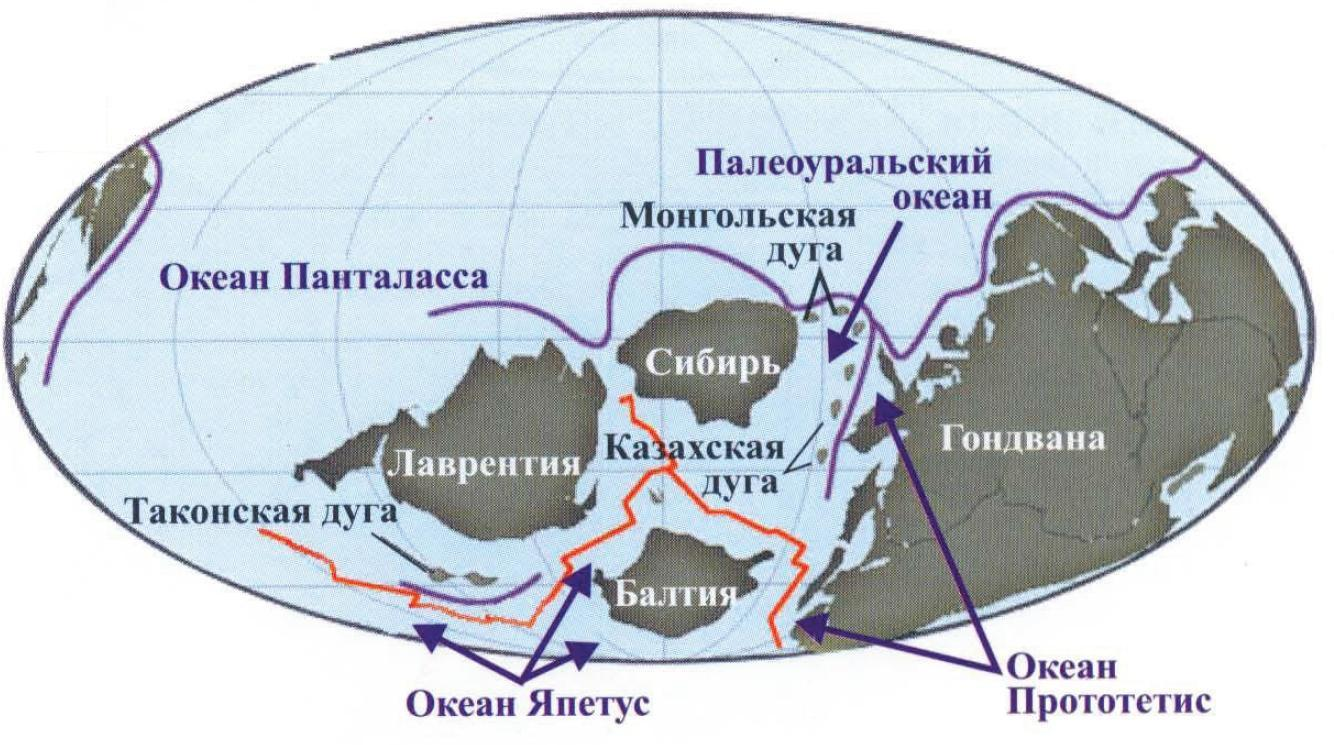 Палеоуральский
океан
Монгольская
дуга
Океан Панталасса
Сибирь
Гондвана
Лаврентия
Казахская
дуга
Таконская дуга
Балтия
Океан Япетус
Океан
Прототетис